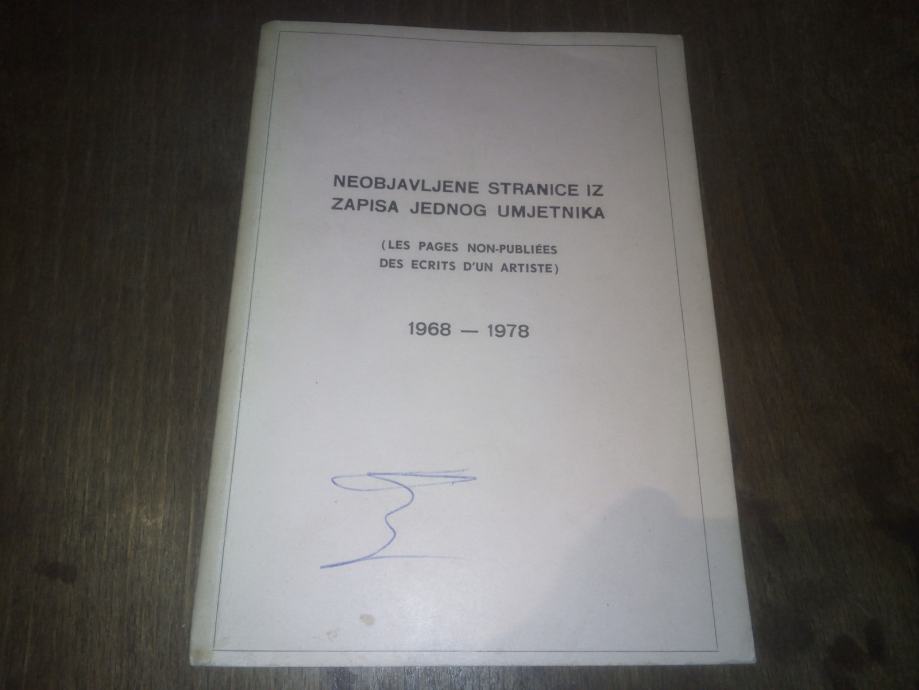 NEOBJAVLJENE STRANICE IZ
ZAPISA JEDNOG UMJETNIKA
(LES PAGES NON-PUBLIÉES
DES ECRITS D'UN ARTISTE)
1968 — 1978